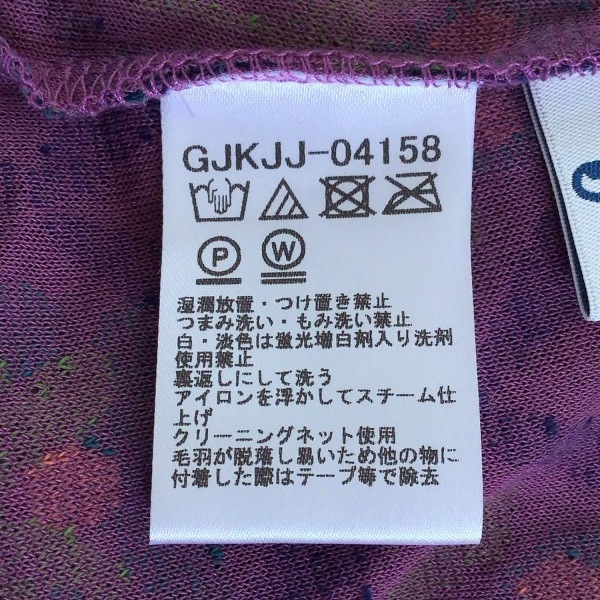 GJKJJ-04158
P W
湿潤放置・つけ置き禁止
つまみ洗い・もみ洗い禁止
白・淡色は蛍光増白剤入り洗剤
使用禁止
裏返しにして洗う
アイロンを浮かしてスチーム仕
上げ
クリーニングネット使用
毛羽が脱落し易いため他の物に
付着した際はテープ等で除去